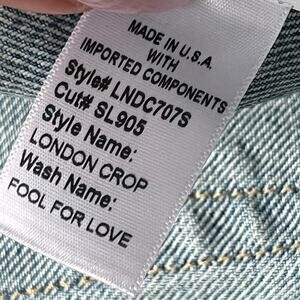 MADE IN U.S.A
WITH
IMPORTED COMPONENTS
Style# LNDC707S
Cut# SL905
Style Name:
LONDON CROP
Wash Name:
FOOL FOR LOVE